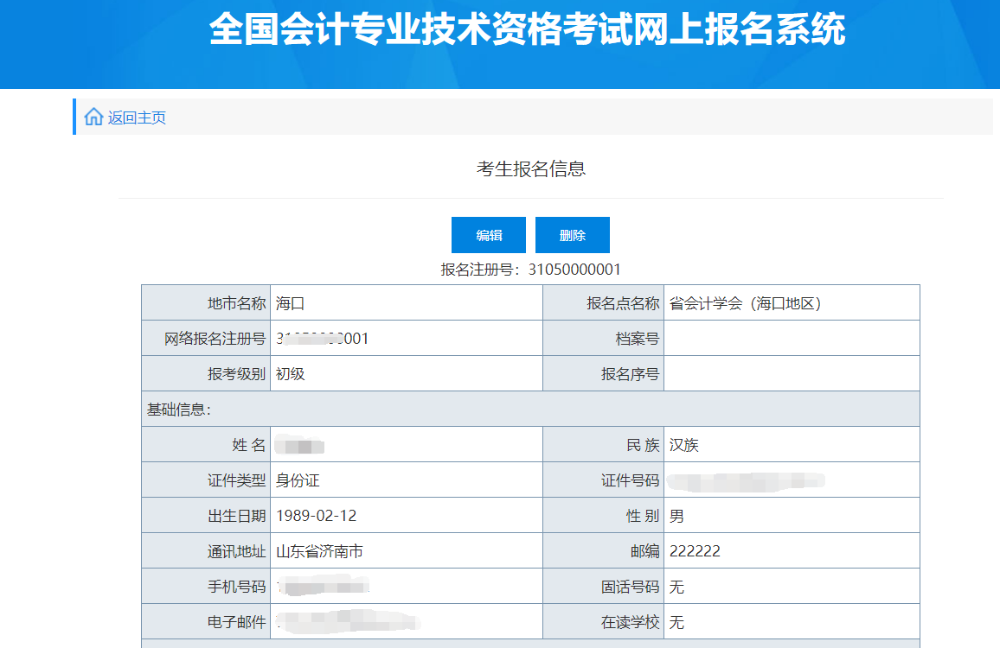 全国会计专业技术资格考试网上报名系统
返回主页
考生报名信息
编辑 删除
报名注册号：31050000001
地市名称 海口 报名点名称 省会计学会（海口地区）
网络报名注册号 001 档案号
报考级别 初级 报名序号
基础信息：
姓 名 民 族 汉族
证件类型 身份证 证件号码
出生日期 1989-02-12 性 别 男
通讯地址 山东省济南市 邮编 222222
手机号码 固话号码 无
电子邮件 在读学校 无